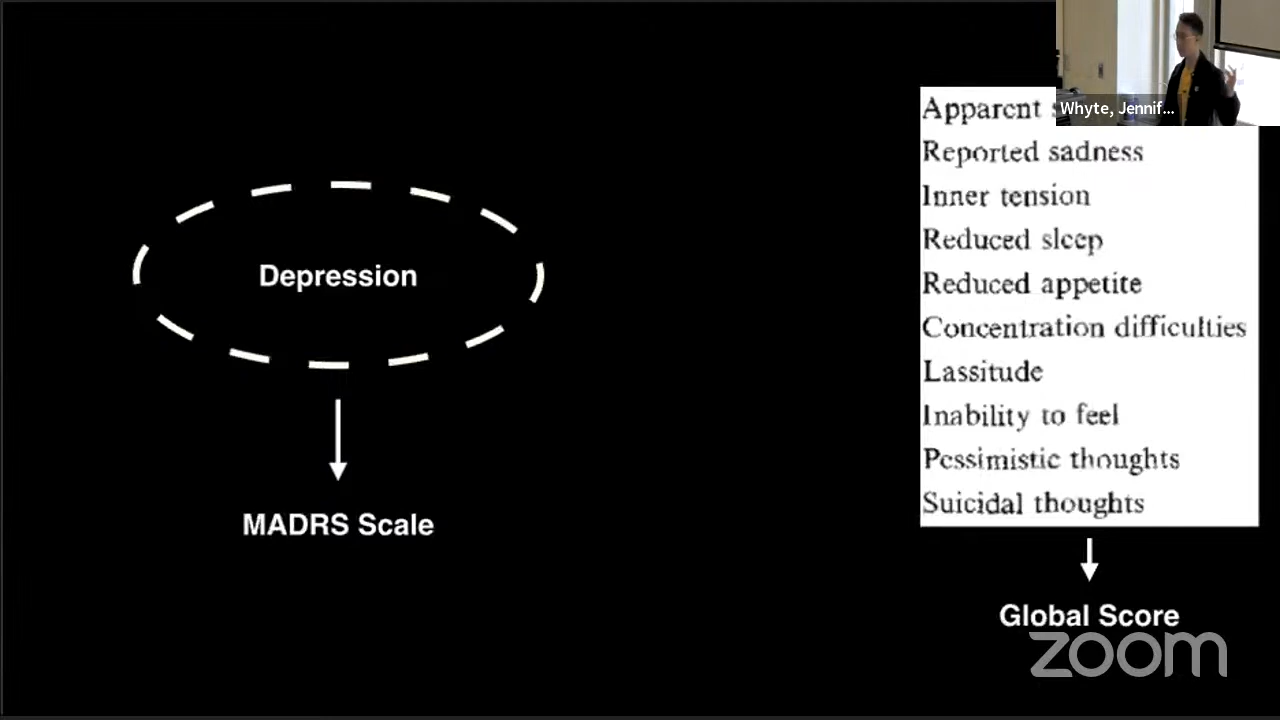 Depression
MADRS Scale
Apparent
Whyte, Jennif...
Reported sadness
Inner tension
Reduced sleep
Reduced appetite
Concentration difficulties
Lassitude
Inability to feel
Pessimistic thoughts
Suicidal thoughts
Global Score
zoom